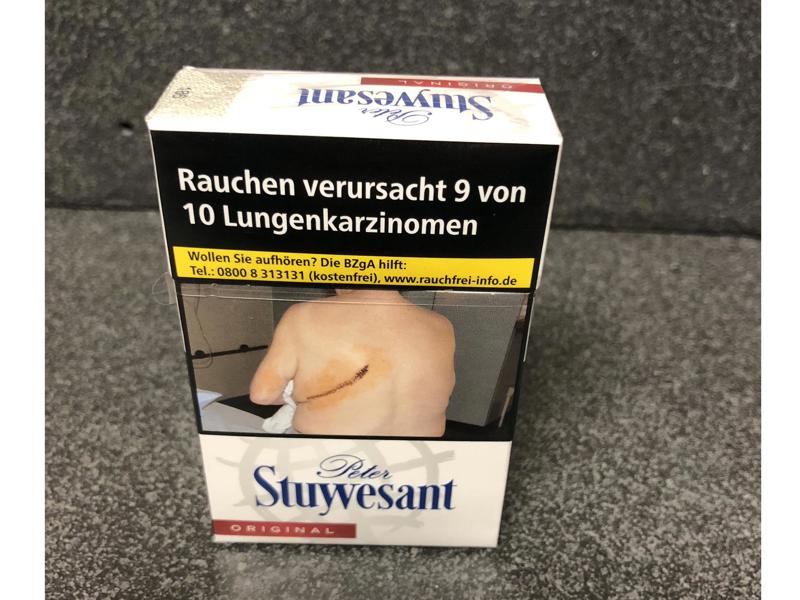 ORIGINAL
Peter
Stuyvesant
Rauchen verursacht 9 von
10 Lungenkarzinomen
Wollen Sie aufhören? Die BZgA hilft:
Tel.: 0800 8 313131 (kostenfrei), www.rauchfrei-info.de
Peter
Stuyvesant
ORIGINAL